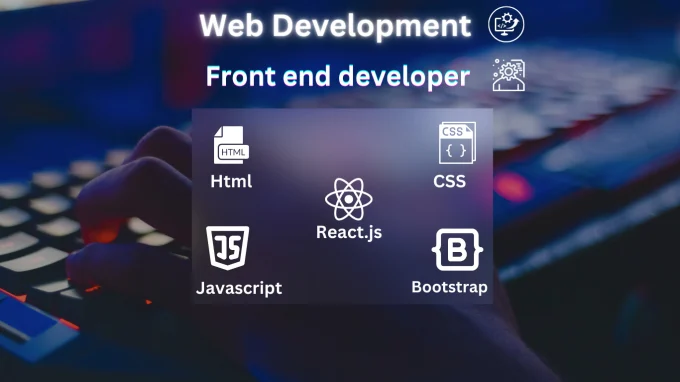 Web Development
Front end developer
HTML
Html
CSS
{ }
CSS
React.js
JS
Javascript
B
Bootstrap